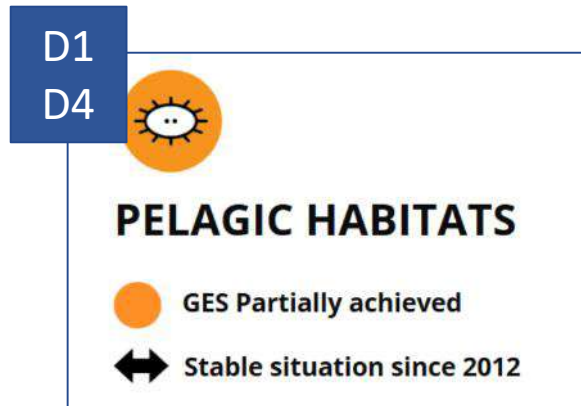 D1
D4
PELAGIC HABITATS
GES Partially achieved
Stable situation since 2012